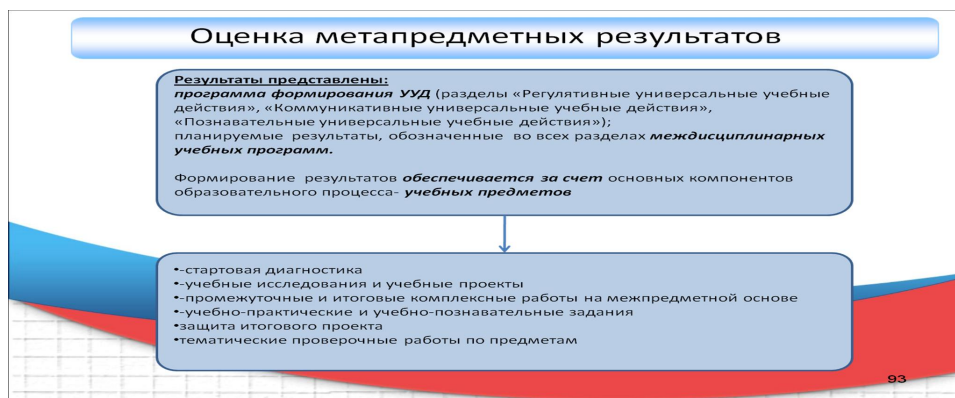 Оценка метапредметных результатов
Результаты представлены:
программа формирования УУД (разделы «Регулятивные универсальные учебные
действия», «Коммуникативные универсальные учебные действия»,
«Познавательные универсальные учебные действия»);
планируемые результаты, обозначенные во всех разделах междисциплинарных
учебных программ.
Формирование результатов обеспечивается за счет основных компонентов
образовательного процесса- учебных предметов
•-стартовая диагностика
•-учебные исследования и учебные проекты
•-промежуточные и итоговые комплексные работы на межпредметной основе
•-учебно-практические и учебно-познавательные задания
•защита итогового проекта
•тематические проверочные работы по предметам
93